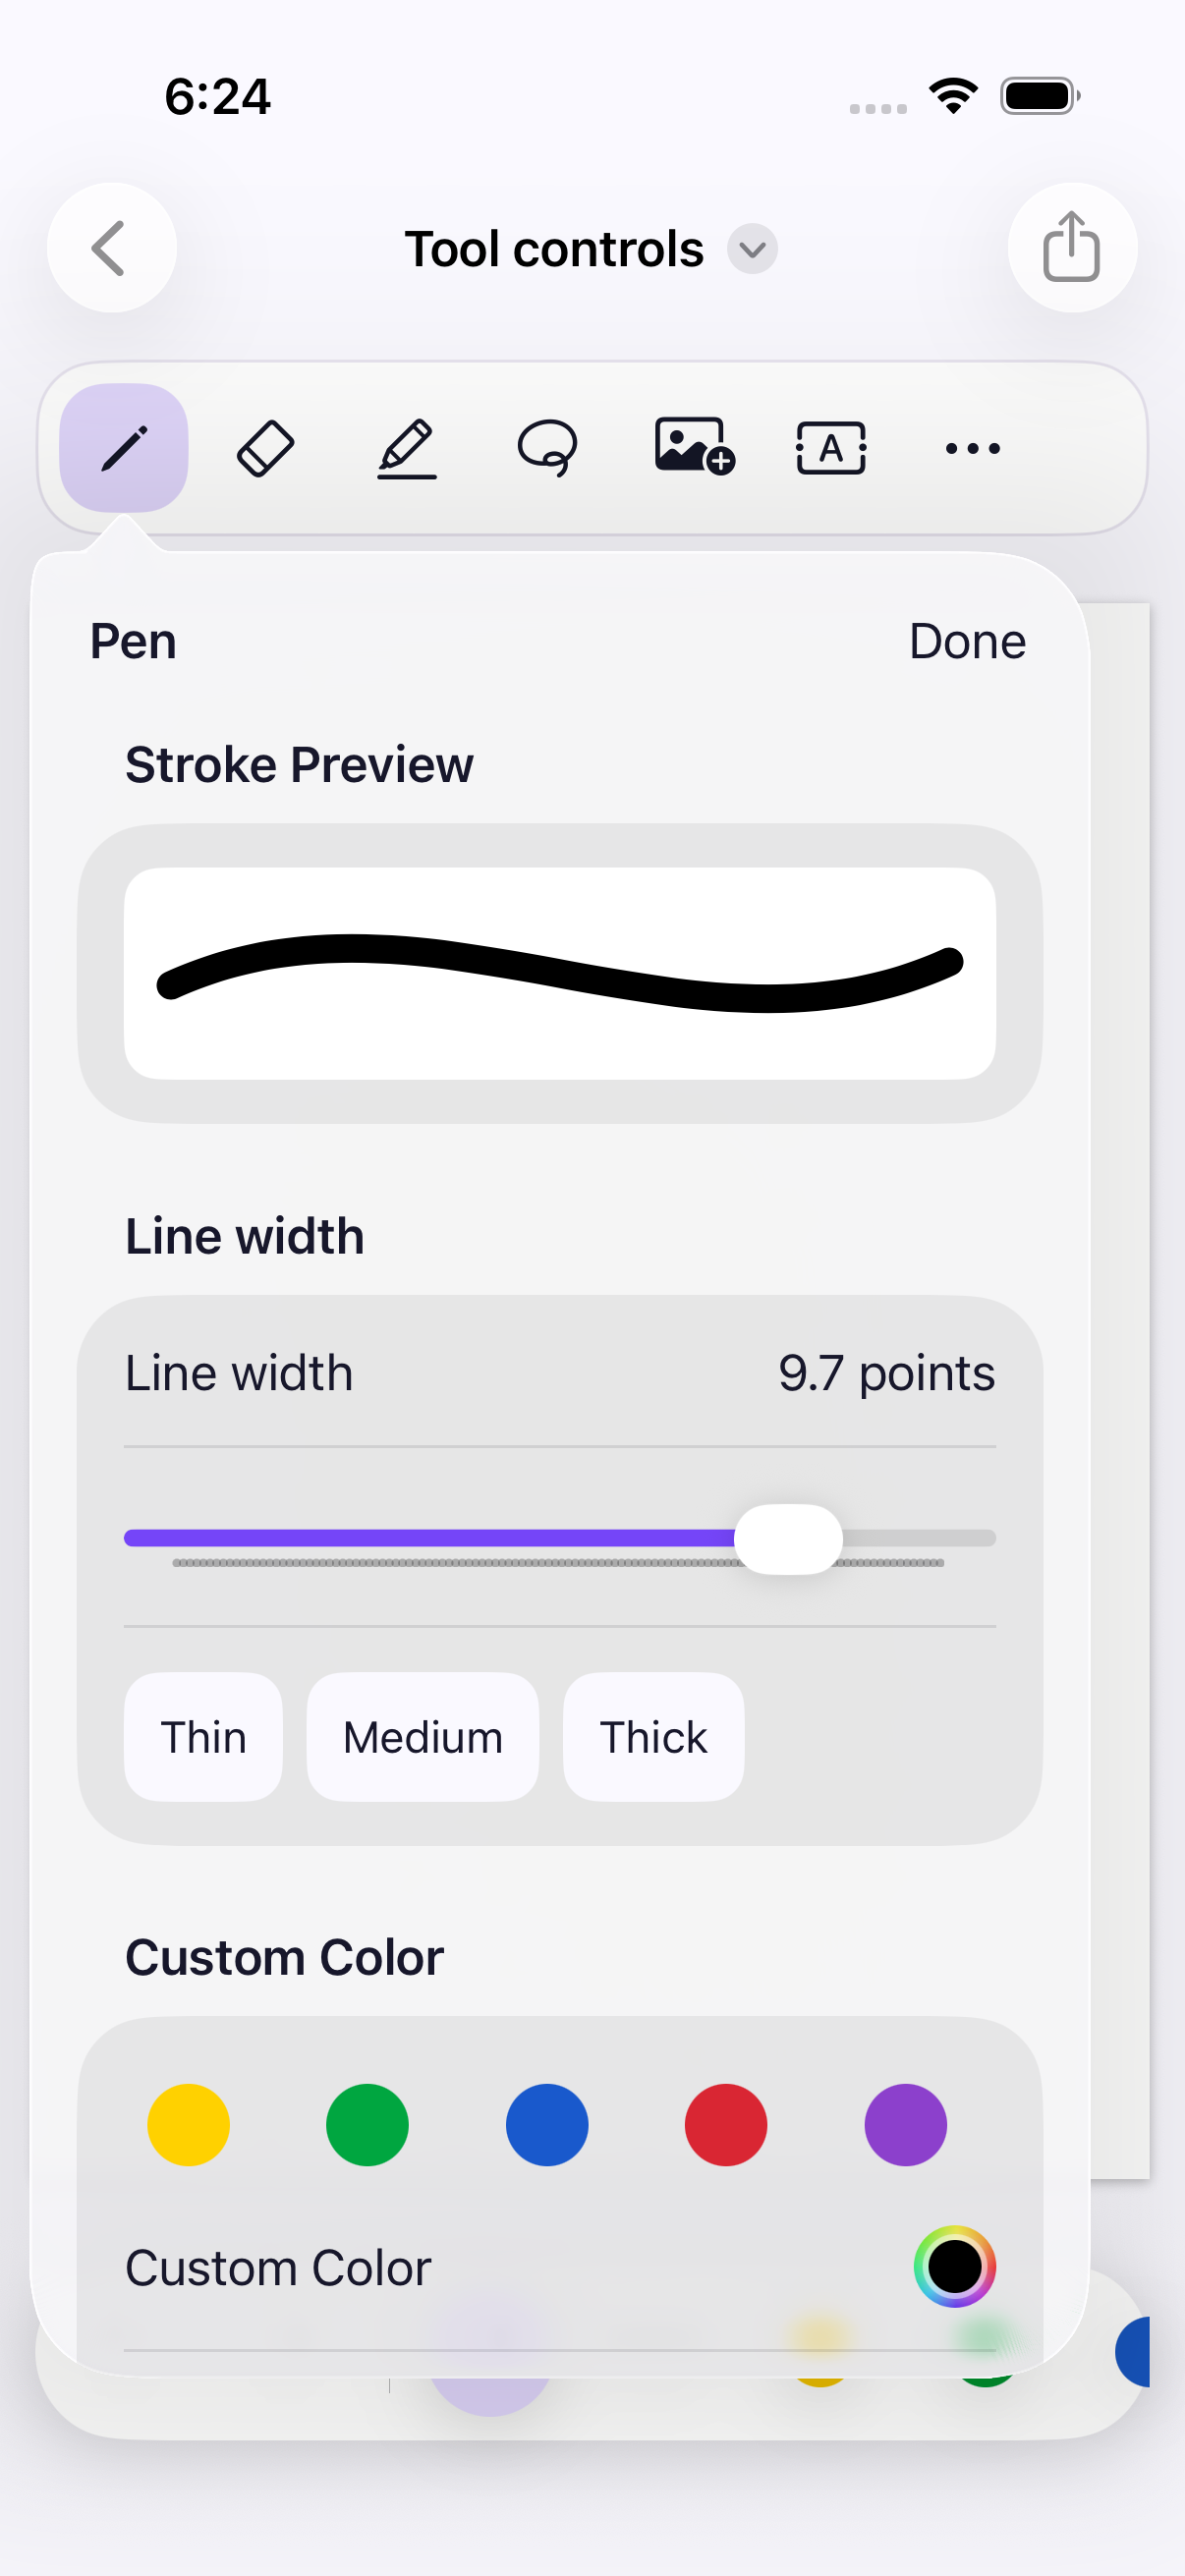 6:24
Tool controls
A
Pen
Done
Stroke Preview
Line width
Line width
9.7 points
Thin
Medium
Thick
Custom Color
Custom Color